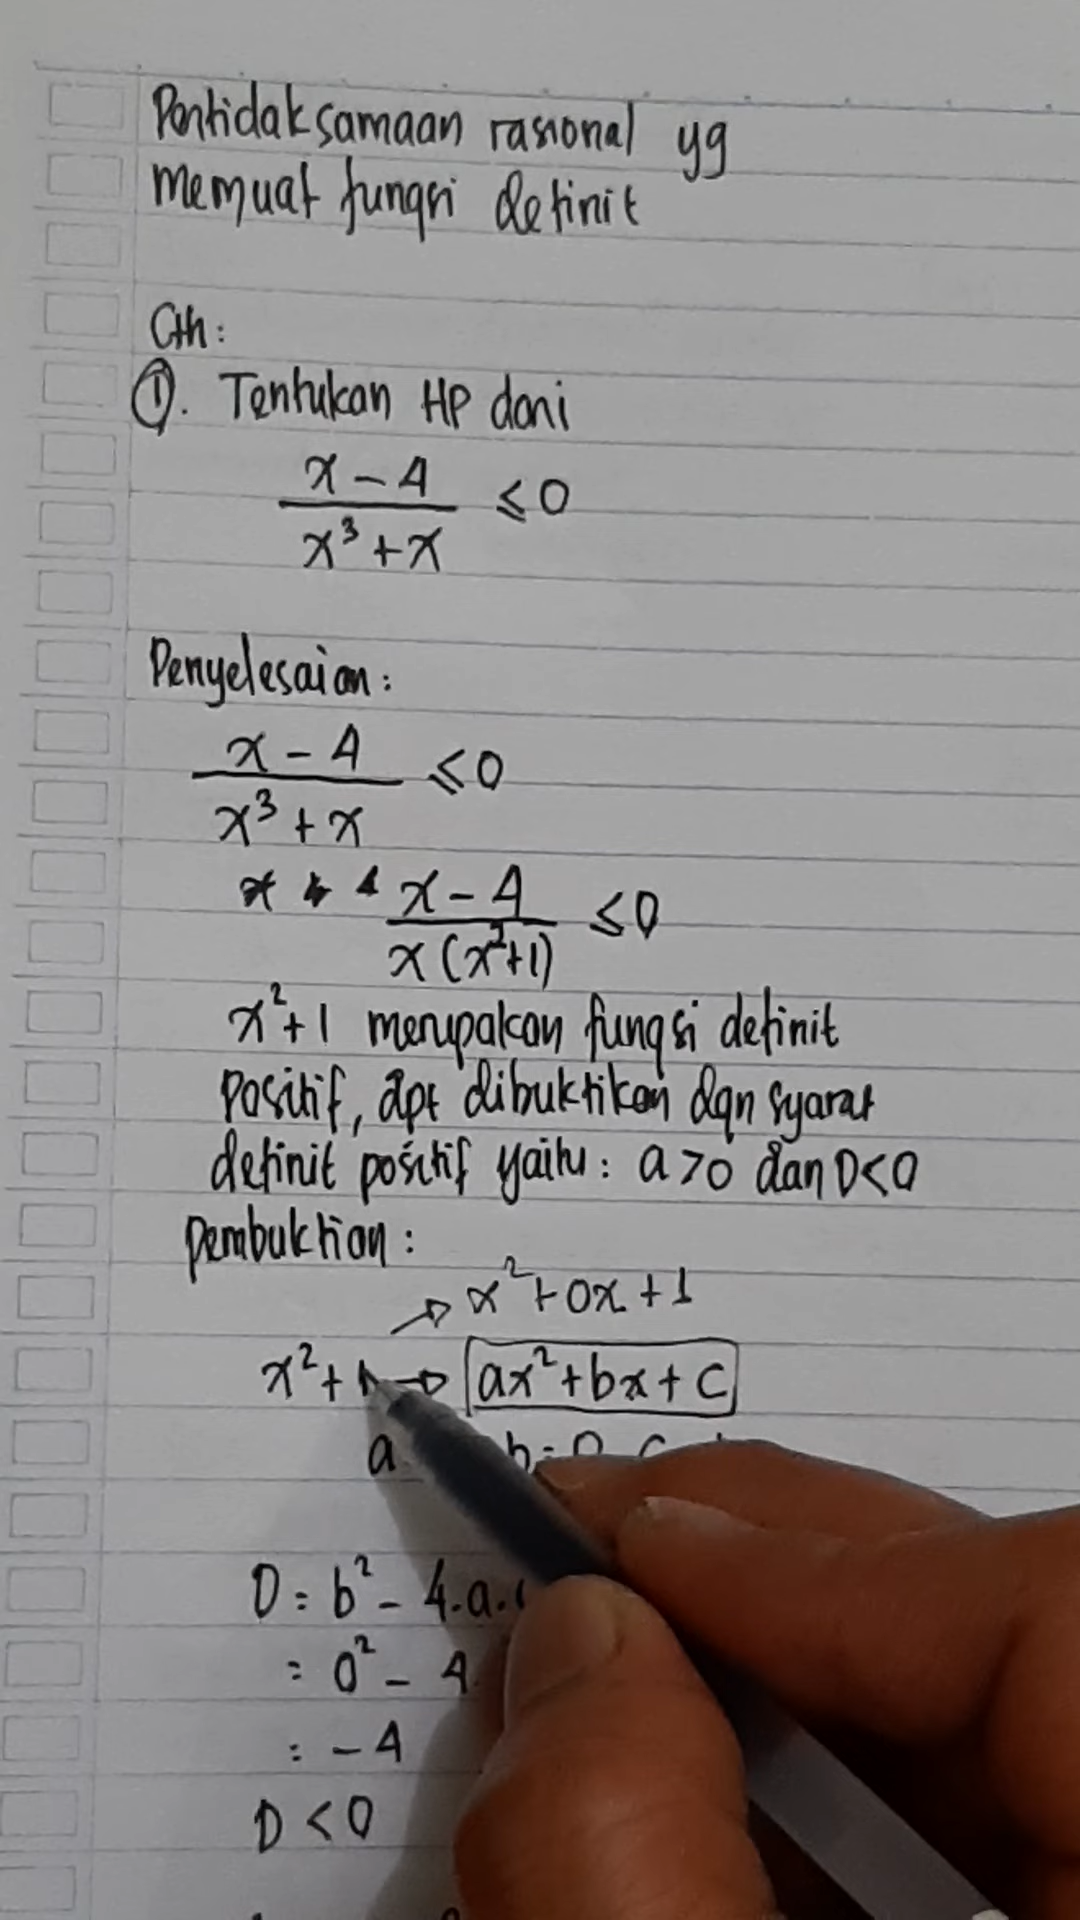 Pertidaksamaan rasional yg
memuat fungsi definit
Cth:
①. Tentukan HP dari
x - 4
≤ 0
x³ + x
Penyelesaian:
x - 4
≤ 0
x³ + x
x - 4
≤ 0
x (x²+1)
x²+1 merupakan fungsi definit
positif, dpt dibuktikan dgn syarat
definit positif yaitu: a > 0 dan D < 0
Pembuktian:
→ x² + 0x + 1
x² + → ax² + bx + c
a b = 0
D = b² - 4.a.
= 0² - 4
= - 4
D < 0